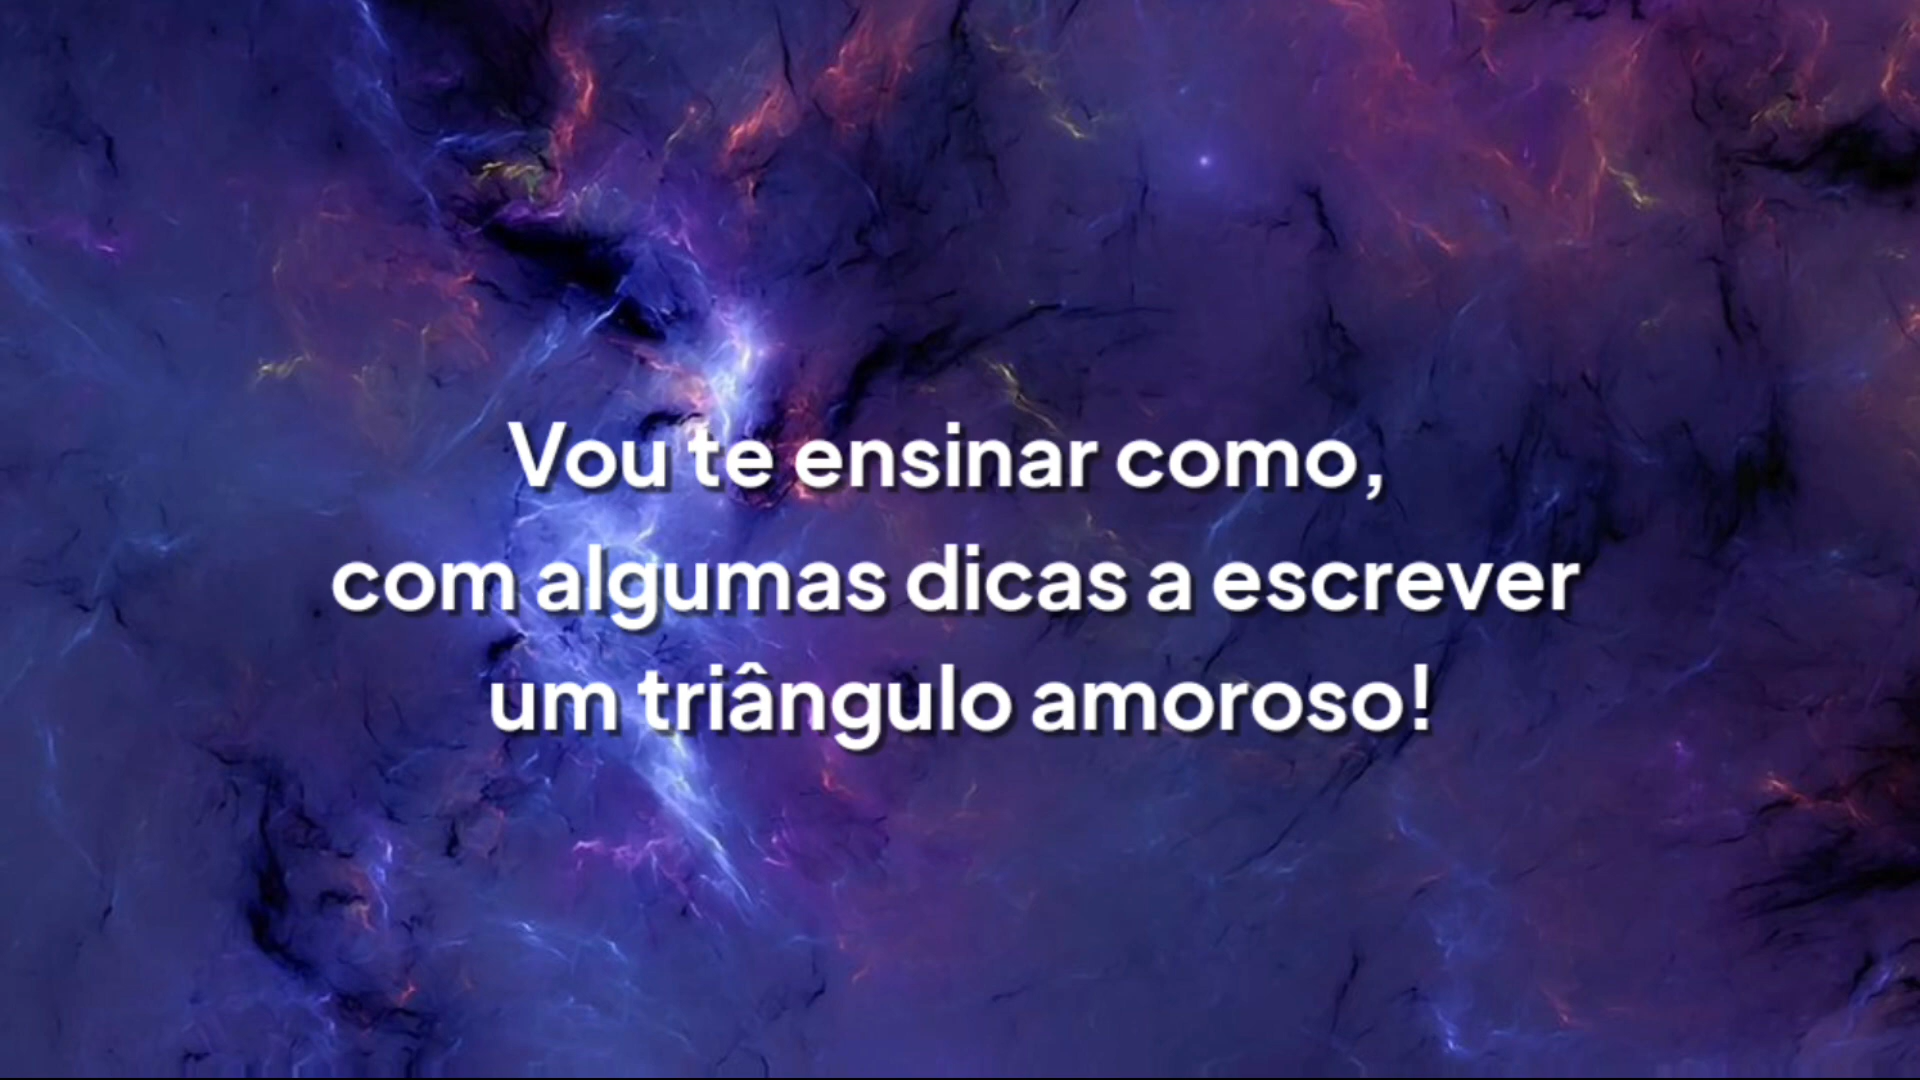 Vou te ensinar como,
com algumas dicas a escrever
um triângulo amoroso!